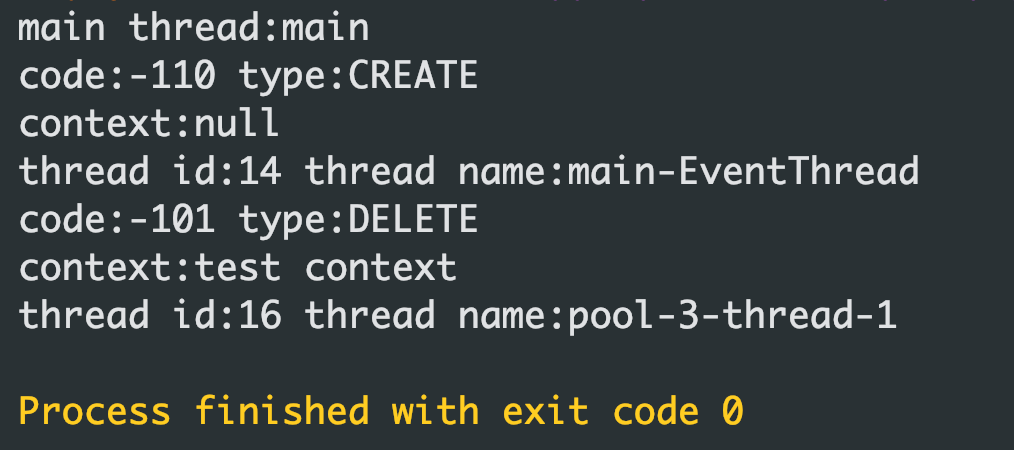 main thread:main
code:-110 type:CREATE
context:null
thread id:14 thread name:main-EventThread
code:-101 type:DELETE
context:test context
thread id:16 thread name:pool-3-thread-1
Process finished with exit code 0